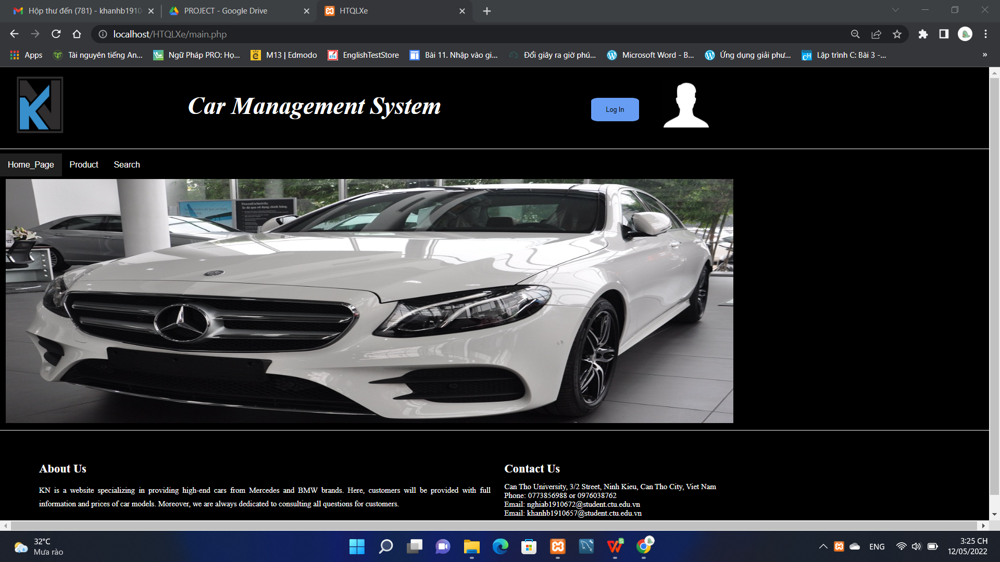 Hộp thư đến (781) - khanhb1910
PROJECT - Google Drive
HTQLXe
localhost/HTQLXe/main.php
Apps
Tài nguyên tiếng An...
Ngữ Pháp PRO: Họ...
M13 | Edmodo
EnglishTestStore
Bài 11. Nhập vào gi...
Đổi giây ra giờ phú...
Microsoft Word - B...
Ứng dụng giải phư...
Lập trình C: Bài 3 -...
»
Car Management System
Log In
Home_Page
Product
Search
About Us
KN is a website specializing in providing high-end cars from Mercedes and BMW brands. Here, customers will be provided with full
information and prices of car models. Moreover, we are always dedicated to consulting all questions for customers.
Contact Us
Can Tho University, 3/2 Street, Ninh Kieu, Can Tho City, Viet Nam
Phone: 0773856988 or 0976038762
Email: nghiab1910672@student.ctu.edu.vn
Email: khanhb1910657@student.ctu.edu.vn
32°C
Mưa rào
ENG
3:25 CH
12/05/2022